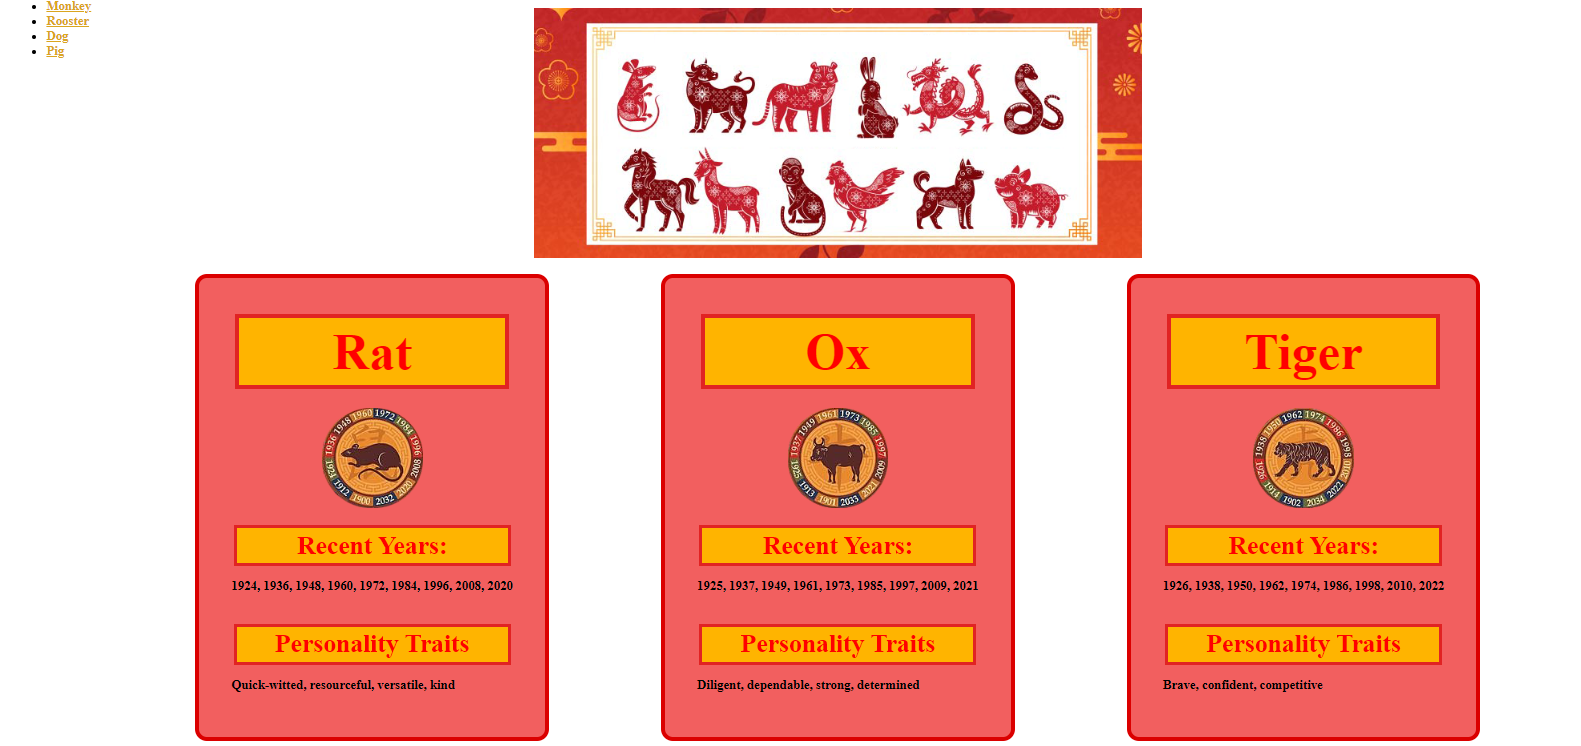 Monkey
Rooster
Dog
Pig
Rat
1900 1912 1924 1936 1948 1960 1972 1984 1996 2008 2020 2032
Recent Years:
1924, 1936, 1948, 1960, 1972, 1984, 1996, 2008, 2020
Personality Traits
Quick-witted, resourceful, versatile, kind
Ox
1901 1913 1925 1937 1949 1961 1973 1985 1997 2009 2021 2033
Recent Years:
1925, 1937, 1949, 1961, 1973, 1985, 1997, 2009, 2021
Personality Traits
Diligent, dependable, strong, determined
Tiger
1902 1914 1926 1938 1950 1962 1974 1986 1998 2010 2022 2034
Recent Years:
1926, 1938, 1950, 1962, 1974, 1986, 1998, 2010, 2022
Personality Traits
Brave, confident, competitive